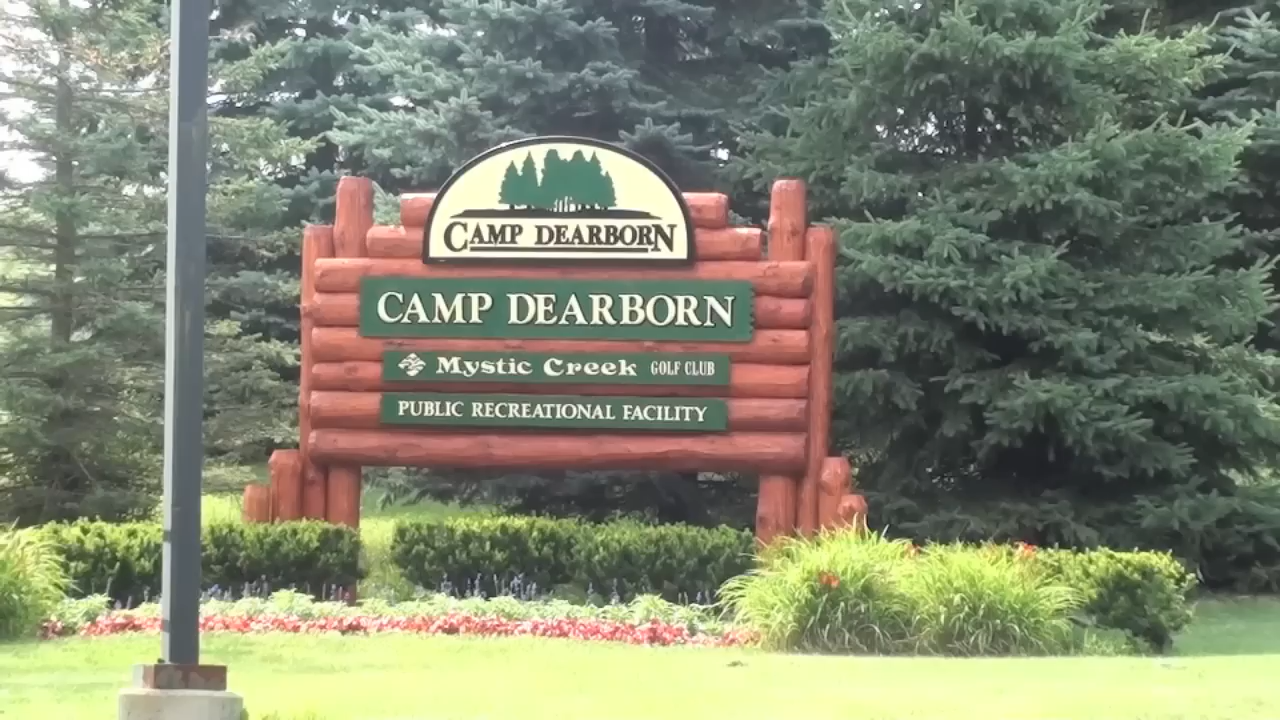 CAMP DEARBORN
CAMP DEARBORN
Mystic Creek GOLF CLUB
PUBLIC RECREATIONAL FACILITY